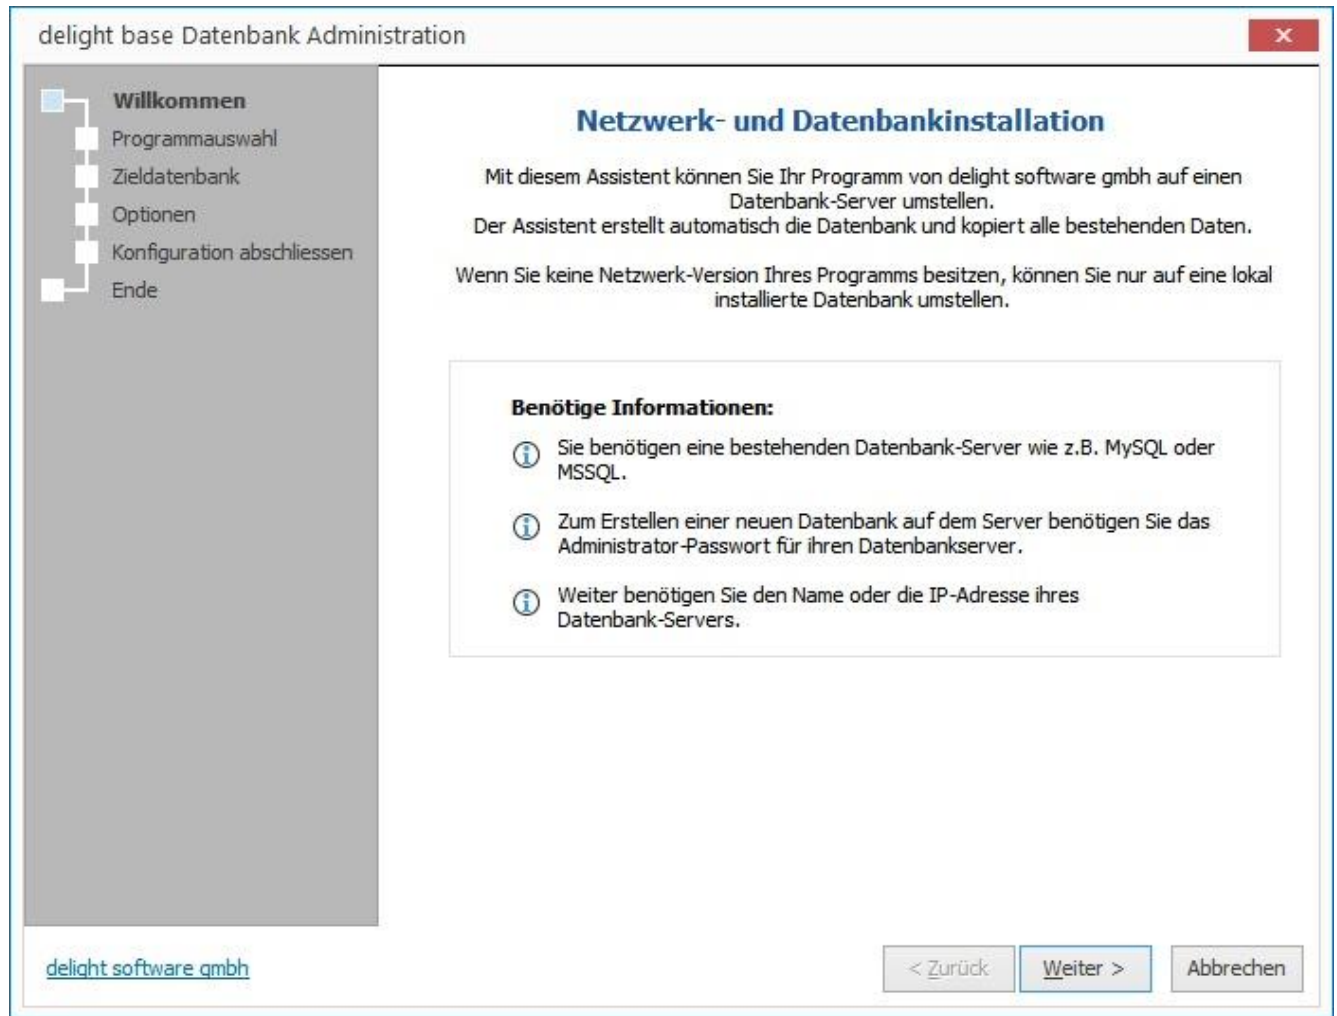 delight base Datenbank Administration
Willkommen
Programmauswahl
Zieldatenbank
Optionen
Konfiguration abschliessen
Ende
Netzwerk- und Datenbankinstallation
Mit diesem Assistent können Sie Ihr Programm von delight software gmbh auf einen
Datenbank-Server umstellen.
Der Assistent erstellt automatisch die Datenbank und kopiert alle bestehenden Daten.
Wenn Sie keine Netzwerk-Version Ihres Programms besitzen, können Sie nur auf eine lokal
installierte Datenbank umstellen.
Benötige Informationen:
Sie benötigen eine bestehenden Datenbank-Server wie z.B. MySQL oder
MSSQL.
Zum Erstellen einer neuen Datenbank auf dem Server benötigen Sie das
Administrator-Passwort für ihren Datenbankserver.
Weiter benötigen Sie den Name oder die IP-Adresse ihres
Datenbank-Servers.
delight software gmbh
< Zurück
Weiter >
Abbrechen